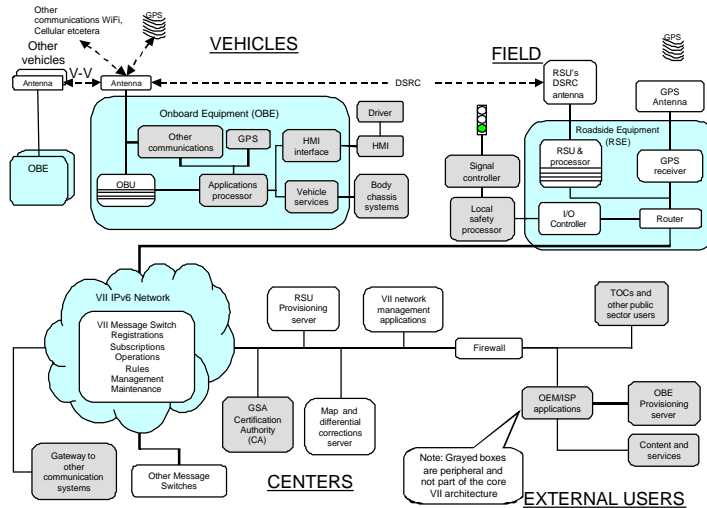 Other
communications WiFi,
Cellular etcetera
GPS
VEHICLES
FIELD
GPS
Other
vehicles
V-V
Antenna
Antenna
DSRC
RSU's
DSRC
antenna
GPS
Antenna
Onboard Equipment (OBE)
Driver
Other
communications
GPS
HMI
interface
HMI
OBE
OBU
Applications
processor
Vehicle
services
Body
chassis
systems
Roadside Equipment
(RSE)
RSU &
processor
GPS
receiver
Signal
controller
Local
safety
processor
I/O
Controller
Router
VII IPv6 Network
VII Message Switch
Registrations
Subscriptions
Operations
Rules
Management
Maintenance
RSU
Provisioning
server
VII network
management
applications
TOCs and
other public
sector users
Firewall
GSA
Certification
Authority
(CA)
Map and
differential
corrections
server
OEM/ISP
applications
OBE
Provisioning
server
Content and
services
Gateway to
other
communication
systems
Other Message
Switches
CENTERS
Note: Grayed boxes
are peripheral and
not part of the core
VII architecture
EXTERNAL USERS